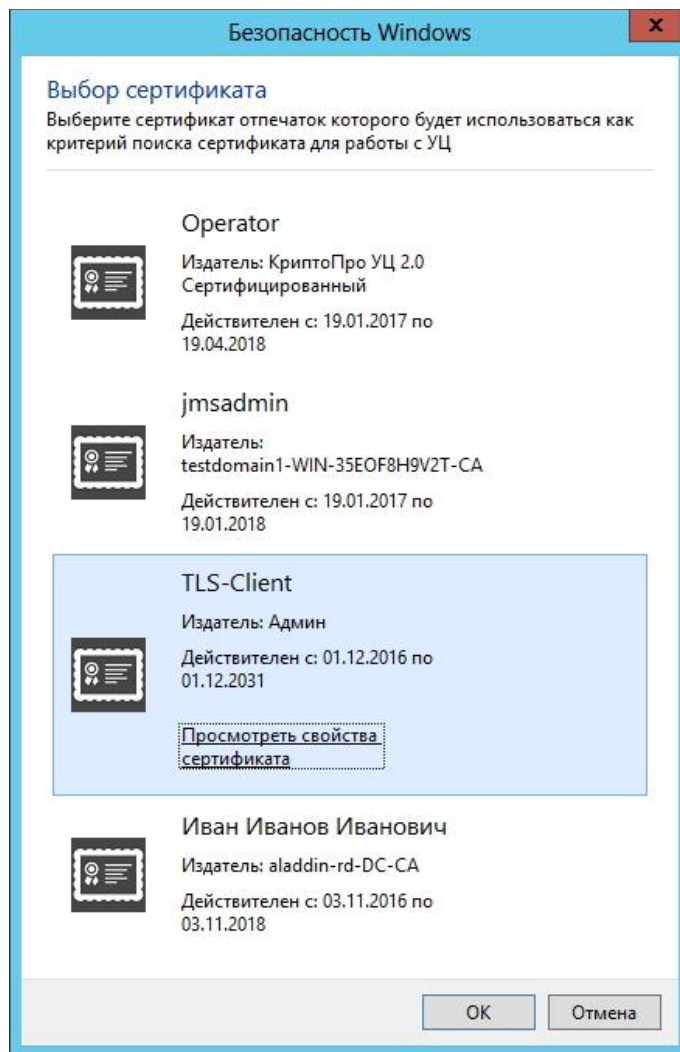 Безопасность Windows
x
Выбор сертификата
Выберите сертификат отпечаток которого будет использоваться как
критерий поиска сертификата для работы с УЦ
Operator
Издатель: КриптоПро УЦ 2.0
Сертифицированный
Действителен с: 19.01.2017 по
19.04.2018
jmsadmin
Издатель:
testdomain1-WIN-35EOF8H9V2T-CA
Действителен с: 19.01.2017 по
19.01.2018
TLS-Client
Издатель: Админ
Действителен с: 01.12.2016 по
01.12.2031
Просмотреть свойства
сертификата
Иван Иванов Иванович
Издатель: aladdin-rd-DC-CA
Действителен с: 03.11.2016 по
03.11.2018
ОК Отмена